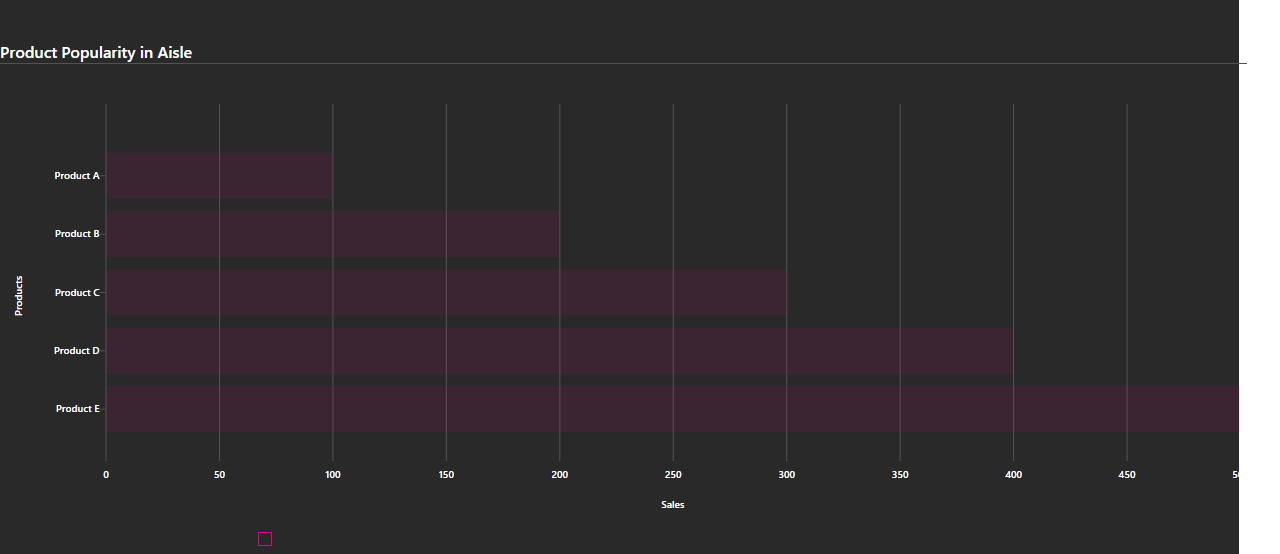 Product Popularity in Aisle
Product A
Product B
Product C
Product D
Product E
Products
0 50 100 150 200 250 300 350 400 450
Sales